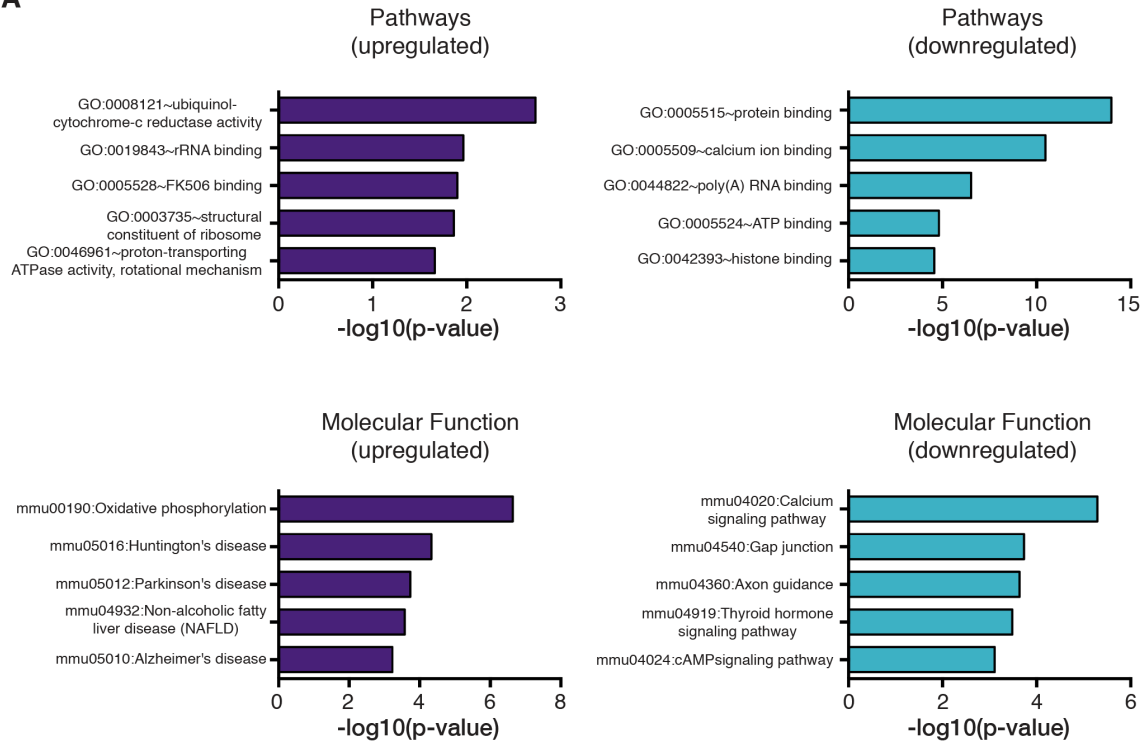 A
Pathways
(upregulated)
GO:0008121~ubiquinol-
cytochrome-c reductase activity
GO:0019843~rRNA binding
GO:0005528~FK506 binding
GO:0003735~structural
constituent of ribosome
GO:0046961~proton-transporting
ATPase activity, rotational mechanism
0 1 2 3
-log10(p-value)
Pathways
(downregulated)
GO:0005515~protein binding
GO:0005509~calcium ion binding
GO:0044822~poly(A) RNA binding
GO:0005524~ATP binding
GO:0042393~histone binding
0 5 10 15
-log10(p-value)
Molecular Function
(upregulated)
mmu00190:Oxidative phosphorylation
mmu05016:Huntington's disease
mmu05012:Parkinson's disease
mmu04932:Non-alcoholic fatty
liver disease (NAFLD)
mmu05010:Alzheimer's disease
0 2 4 6 8
-log10(p-value)
Molecular Function
(downregulated)
mmu04020:Calcium
signaling pathway
mmu04540:Gap junction
mmu04360:Axon guidance
mmu04919:Thyroid hormone
signaling pathway
mmu04024:cAMPsignaling pathway
0 2 4 6
-log10(p-value)